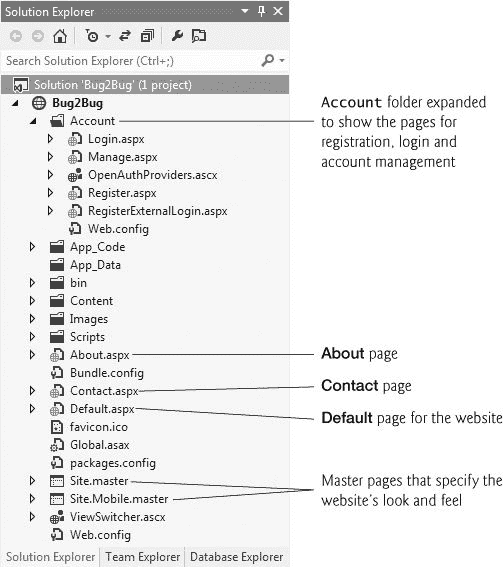 Solution Explorer
Search Solution Explorer (Ctrl+;)
Solution 'Bug2Bug' (1 project)
Bug2Bug
Account
Login.aspx
Manage.aspx
OpenAuthProviders.ascx
Register.aspx
RegisterExternalLogin.aspx
Web.config
App_Code
App_Data
bin
Content
Images
Scripts
About.aspx
Bundle.config
Contact.aspx
Default.aspx
favicon.ico
Global.asax
packages.config
Site.master
Site.Mobile.master
ViewSwitcher.ascx
Web.config
Solution Explorer Team Explorer Database Explorer
Account folder expanded
to show the pages for
registration, login and
account management
About page
Contact page
Default page for the website
Master pages that specify the
website's look and feel